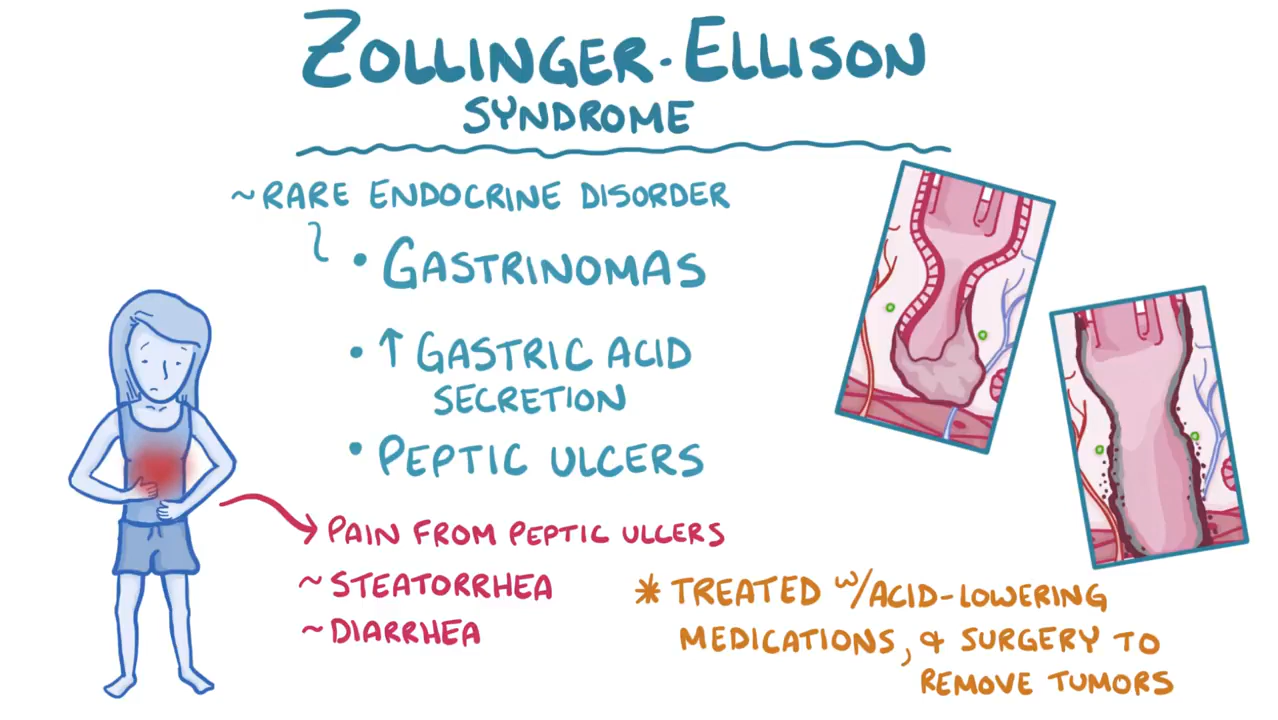 ZOLLINGER-ELLISON
SYNDROME
~RARE ENDOCRINE DISORDER
• GASTRINOMAS
• ↑ GASTRIC ACID
SECRETION
• PEPTIC ULCERS
→ PAIN FROM PEPTIC ULCERS
~ STEATORRHEA
~ DIARRHEA
* TREATED w/ACID-LOWERING
MEDICATIONS, & SURGERY TO
REMOVE TUMORS